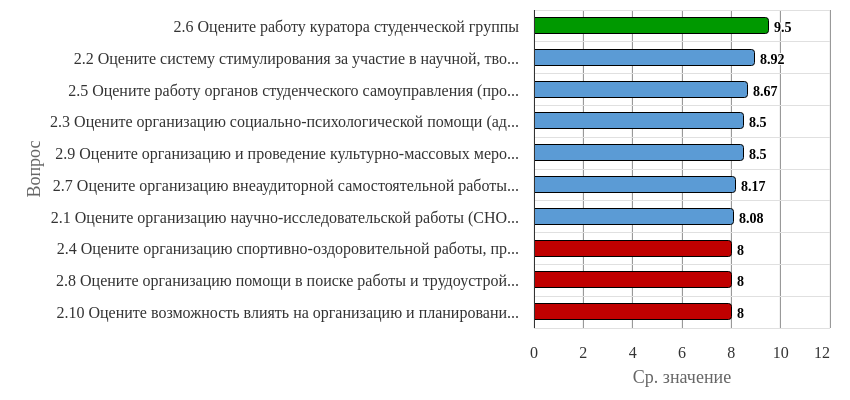 2.6 Оцените работу куратора студенческой группы 9.5
2.2 Оцените систему стимулирования за участие в научной, тво... 8.92
2.5 Оцените работу органов студенческого самоуправления (про... 8.67
2.3 Оцените организацию социально-психологической помощи (ад... 8.5
2.9 Оцените организацию и проведение культурно-массовых меро... 8.5
2.7 Оцените организацию внеаудиторной самостоятельной работы... 8.17
2.1 Оцените организацию научно-исследовательской работы (СНО... 8.08
2.4 Оцените организацию спортивно-оздоровительной работы, пр... 8
2.8 Оцените организацию помощи в поиске работы и трудоустрой... 8
2.10 Оцените возможность влиять на организацию и планировани... 8
Вопрос
0 2 4 6 8 10 12
Ср. значение